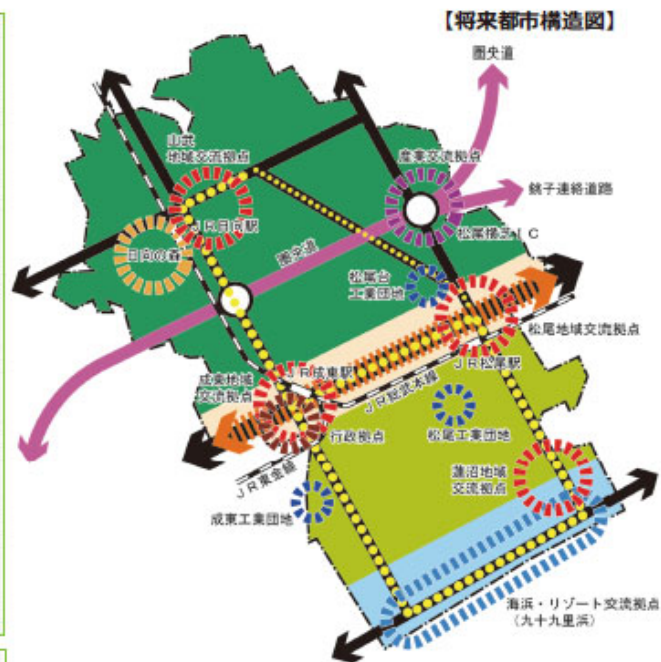 【将来都市構造図】
圏央道
山武
地域交流拠点
産業交流拠点
銚子連絡道路
JR日向駅
松尾横芝IC
日向の森
圏央道
松尾台
工業団地
松尾地域交流拠点
JR成東駅
JR松尾駅
成東地域
交流拠点
JR総武本線
行政拠点
松尾工業団地
蓮沼地域
交流拠点
JR東金線
成東工業団地
海浜・リゾート交流拠点
(九十九里浜)